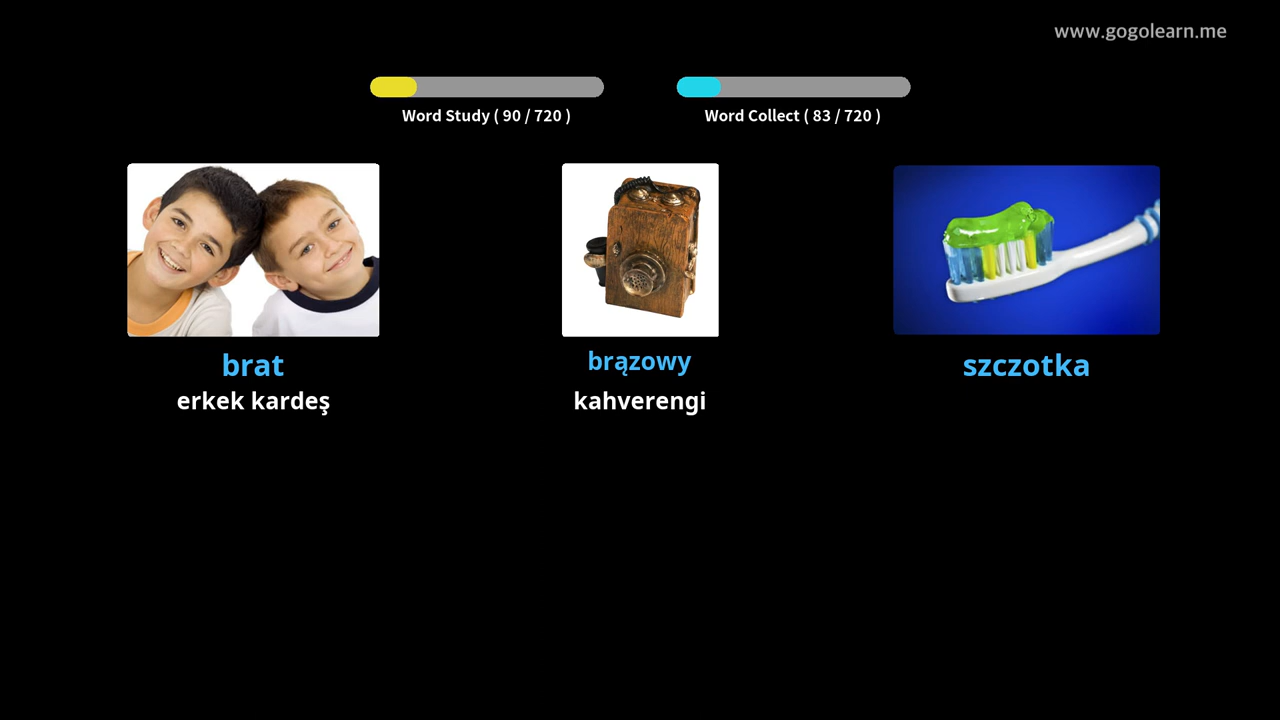 www.gogolearn.me
Word Study ( 90 / 720 )
Word Collect ( 83 / 720 )
brat
erkek kardeş
brązowy
kahverengi
szczotka